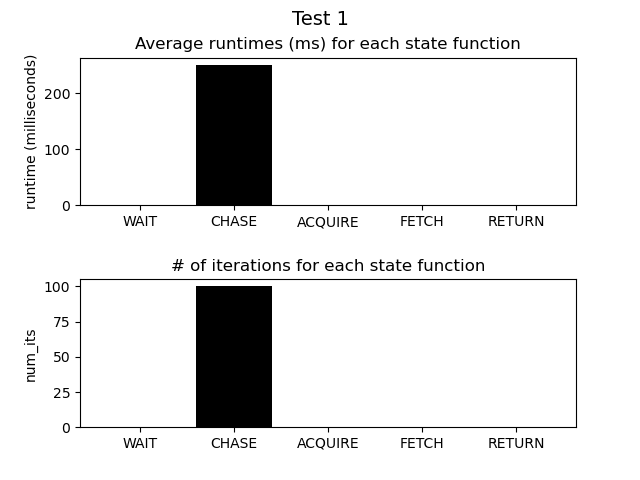 Test 1
Average runtimes (ms) for each state function
runtime (milliseconds)
200
100
0
WAIT CHASE ACQUIRE FETCH RETURN
# of iterations for each state function
num_its
100
75
50
25
0
WAIT CHASE ACQUIRE FETCH RETURN